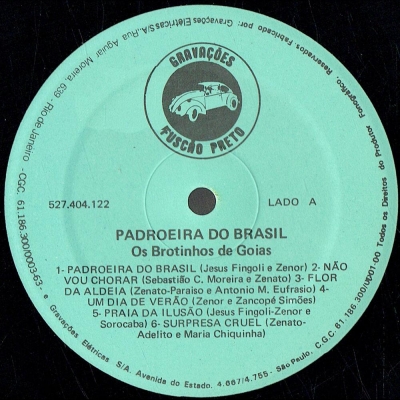 GRAVAÇÕES
FUSCÃO PRETO
527.404.122
LADO A
PADROEIRA DO BRASIL
Os Brotinhos de Goias
1- PADROEIRA DO BRASIL (Jesus Fingoli e Zenor) 2- NÃO
VOU CHORAR (Sebastião C. Moreira e Zenato) 3- FLOR
DA ALDEIA (Zenato-Paraiso e Antonio M. Eufrasio) 4-
UM DIA DE VERÃO (Zenor e Zancopé Simões)
5- PRAIA DA ILUSÃO (Jesus Fingoli-Zenor e
Sorocaba) 6- SURPRESA CRUEL (Zenato-
Adelito e Maria Chiquinha)
e Gravações Elétricas. S/A. Avenida do Estado. 4.667/4.755 - São Paulo. C.G.C. 61.186.300/0001-00 Todos os Direitos do Produtor Fonográfico. Reservados Fabricado por: Gravações Elétricas S/A. Rua Aguiar Moreira, 639 - Rio de Janeiro - CGC. 61.186.300/0003-63-